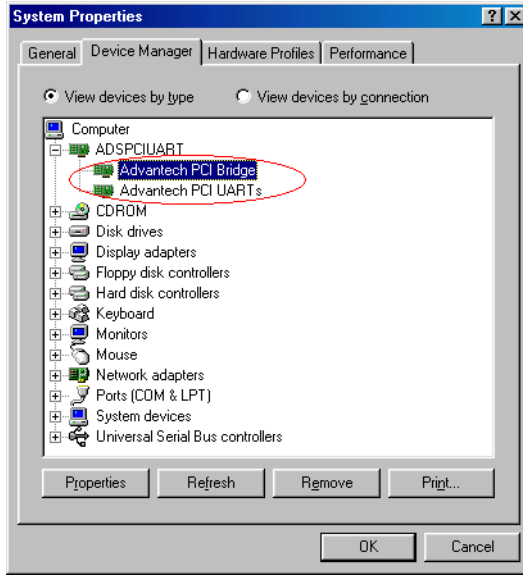 System Properties
General Device Manager Hardware Profiles Performance
View devices by type View devices by connection
Computer
ADSPCIUART
Advantech PCI Bridge
Advantech PCI UARTs
CDROM
Disk drives
Display adapters
Floppy disk controllers
Hard disk controllers
Keyboard
Monitors
Mouse
Network adapters
Ports (COM & LPT)
System devices
Universal Serial Bus controllers
Properties Refresh Remove Print...
OK Cancel